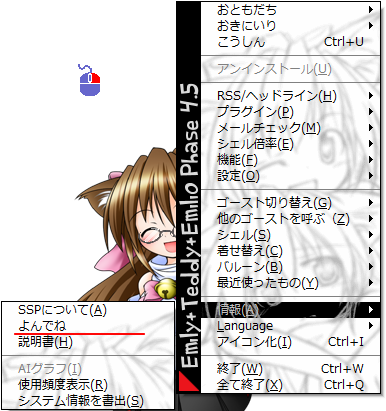 おともだち
おきにいり
こうしん Ctrl+U
アンインストール(U)
RSS/ヘッドライン(H)
プラグイン(P)
メールチェック(M)
シェル倍率(E)
機能(F)
設定(O)
ゴースト切り替え(G)
他のゴーストを呼ぶ（Z)
シェル(S)
着せ替え(C)
バルーン(B)
最近使ったもの(Y)
情報(A)
Language
アイコン化(I) Ctrl+I
終了(W) Ctrl+W
全て終了(X) Ctrl+Q
Emily+Teddy+Emilio Phase 4.5
SSPについて(A)
よんでね
説明書(H)
AIグラフ(I)
使用頻度表示(R)
システム情報を書出(S)